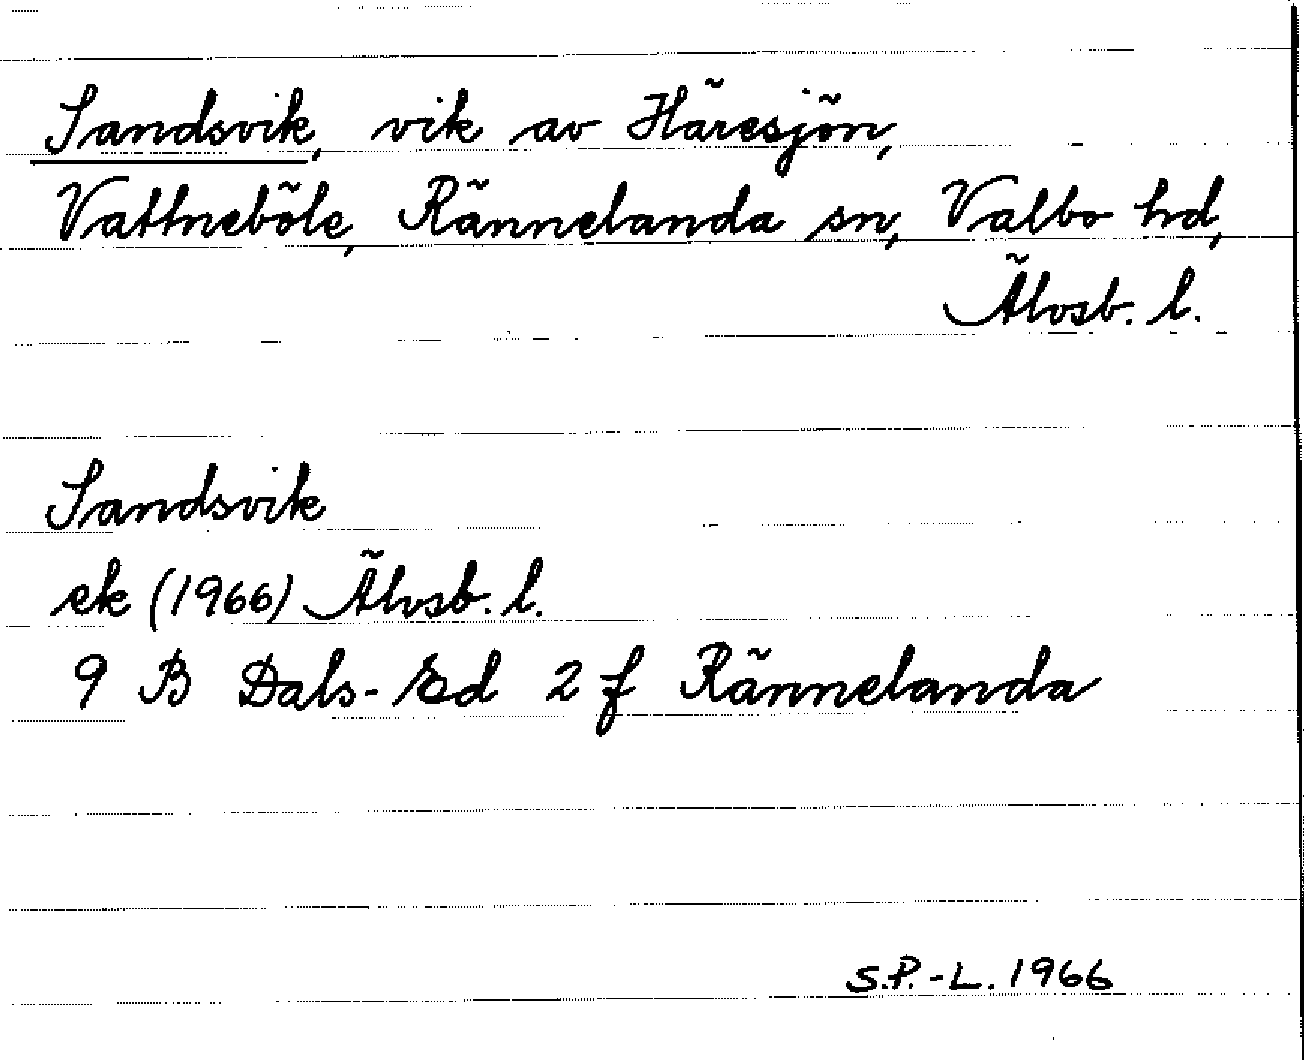 Sandsvik, vik av Häresjön,
Vattneböle, Rännelanda sn, Valbo hd,
Älvsb. l.
Sandsvik
ek (1966) Älvsb. l.
9 B Dals-Ed 2 f Rännelanda
S.P.-L. 1966